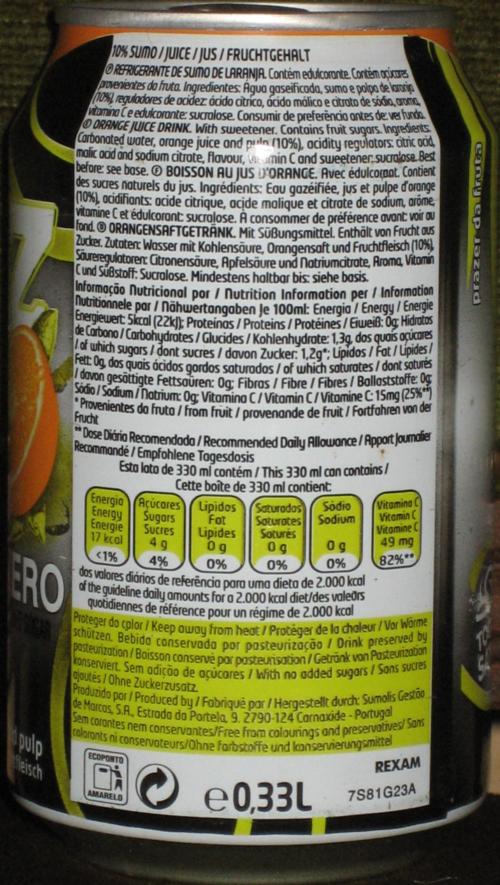 10% SUMO / JUICE / JUS / FRUCHTGEHALT
Ⓟ REFRIGERANTE DE SUMO DE LARANJA. Contém edulcorante. Contém açúcares
provenientes da fruta. Ingredientes: Água gaseificada, sumo e polpa de laranja
(10%), reguladores de acidez: ácido cítrico, ácido málico e citrato de sódio, aroma,
vitamina C e edulcorante: sucralose. Consumir de preferência antes de: ver fundo.
ORANGE JUICE DRINK. With sweetener. Contains fruit sugars. Ingredients:
Carbonated water, orange juice and pulp (10%), acidity regulators: citric acid,
malic acid and sodium citrate, flavour, vitamin C and sweetener: sucralose. Best
before: see base. Ⓕ BOISSON AU JUS D'ORANGE. Avec édulcorant. Contient
des sucres naturels du jus. Ingrédients: Eau gazéifiée, jus et pulpe d'orange
(10%), acidifiants: acide citrique, acide malique et citrate de sodium, arôme,
vitamine C et édulcorant: sucralose. A consommer de préférence avant: voir au
fond. ORANGENSAFTGETRÄNK. Mit Süßungsmittel. Enthält von Frucht aus
Zucker. Zutaten: Wasser mit Kohlensäure, Orangensaft und Fruchtfleisch (10%),
Säureregulatoren: Citronensäure, Apfelsäure und Natriumcitrate, Aroma, Vitamin
C und Süßstoff: Sucralose. Mindestens haltbar bis: siehe basis.
Informação Nutricional por / Nutrition Information per / Information
Nutritionnele par / Nährwertangaben Je 100ml: Energia / Energy / Energie
Energiewert: 5kcal (22kJ); Proteínas / Proteins / Protéines / Eiweiß: 0g; Hidratos
de Carbono / Carbohydrates / Glucides / Kohlenhydrate: 1,3g, dos quais açúcares
/ of which sugars / dont sucres / davon Zucker: 1,2g*; Lípidos / Fat / Lipides /
Fett: 0g, dos quais ácidos gordos saturados / of which saturates / dont saturés
/ davon gesättigte Fettsäuren: 0g; Fibras / Fibre / Fibres / Ballaststoffe: 0g;
Sódio / Sodium / Natrium: 0g; Vitamina C / Vitamin C / Vitamine C: 15mg (25%**)
* Provenientes da fruta / from fruit / provenande de fruit / Fortfahren von der
Frucht
** Dose Diária Recomendada / Recommended Daily Allowance / Apport Journalier
Recommandé / Empfohlene Tagesdosis
Esta lata de 330 ml contém / This 330 ml can contains /
Cette boîte de 330 ml contient:
Energia Energy Energie 17 kcal <1%
Açúcares Sugars Sucres 4 g 4%
Lípidos Fat Lipides 0 g 0%
Saturados Saturates Saturés 0 g 0%
Sódio Sodium 0 g 0%
Vitamina C Vitamin C Vitamine C 49 mg 82%**
dos valores diários de referência para uma dieta de 2.000 kcal
of the guideline daily amounts for a 2.000 kcal diet/des valeurs
quotidiennes de référence pour un régime de 2.000 kcal
Proteger do calor / Keep away from heat / Protéger de la chaleur / Vor Wärme
schützen. Bebida conservada por pasteurização / Drink preserved by
pasteurization / Boisson conservé par pasteurisation / Getränk von Pasteurization
konserviert. Sem adição de açúcares / With no added sugars / Sans sucres
ajoutés / Ohne Zuckerzusatz.
Produzido por / Produced by / Fabriqué par / Hergestellt durch: Sumolis Gestão
de Marcas, S.A., Estrada da Portela, 9. 2790-124 Carnaxide - Portugal
Sem corantes nem conservantes/Free from colourings and preservatives/ Sans
colorants ni conservateurs/Ohne farbstoffe und konservierungsmittel
ECOPONTO
AMARELO
e 0,33L
REXAM
7S81G23A
prazer da fruta
Z
ERO
pulp
fleisch